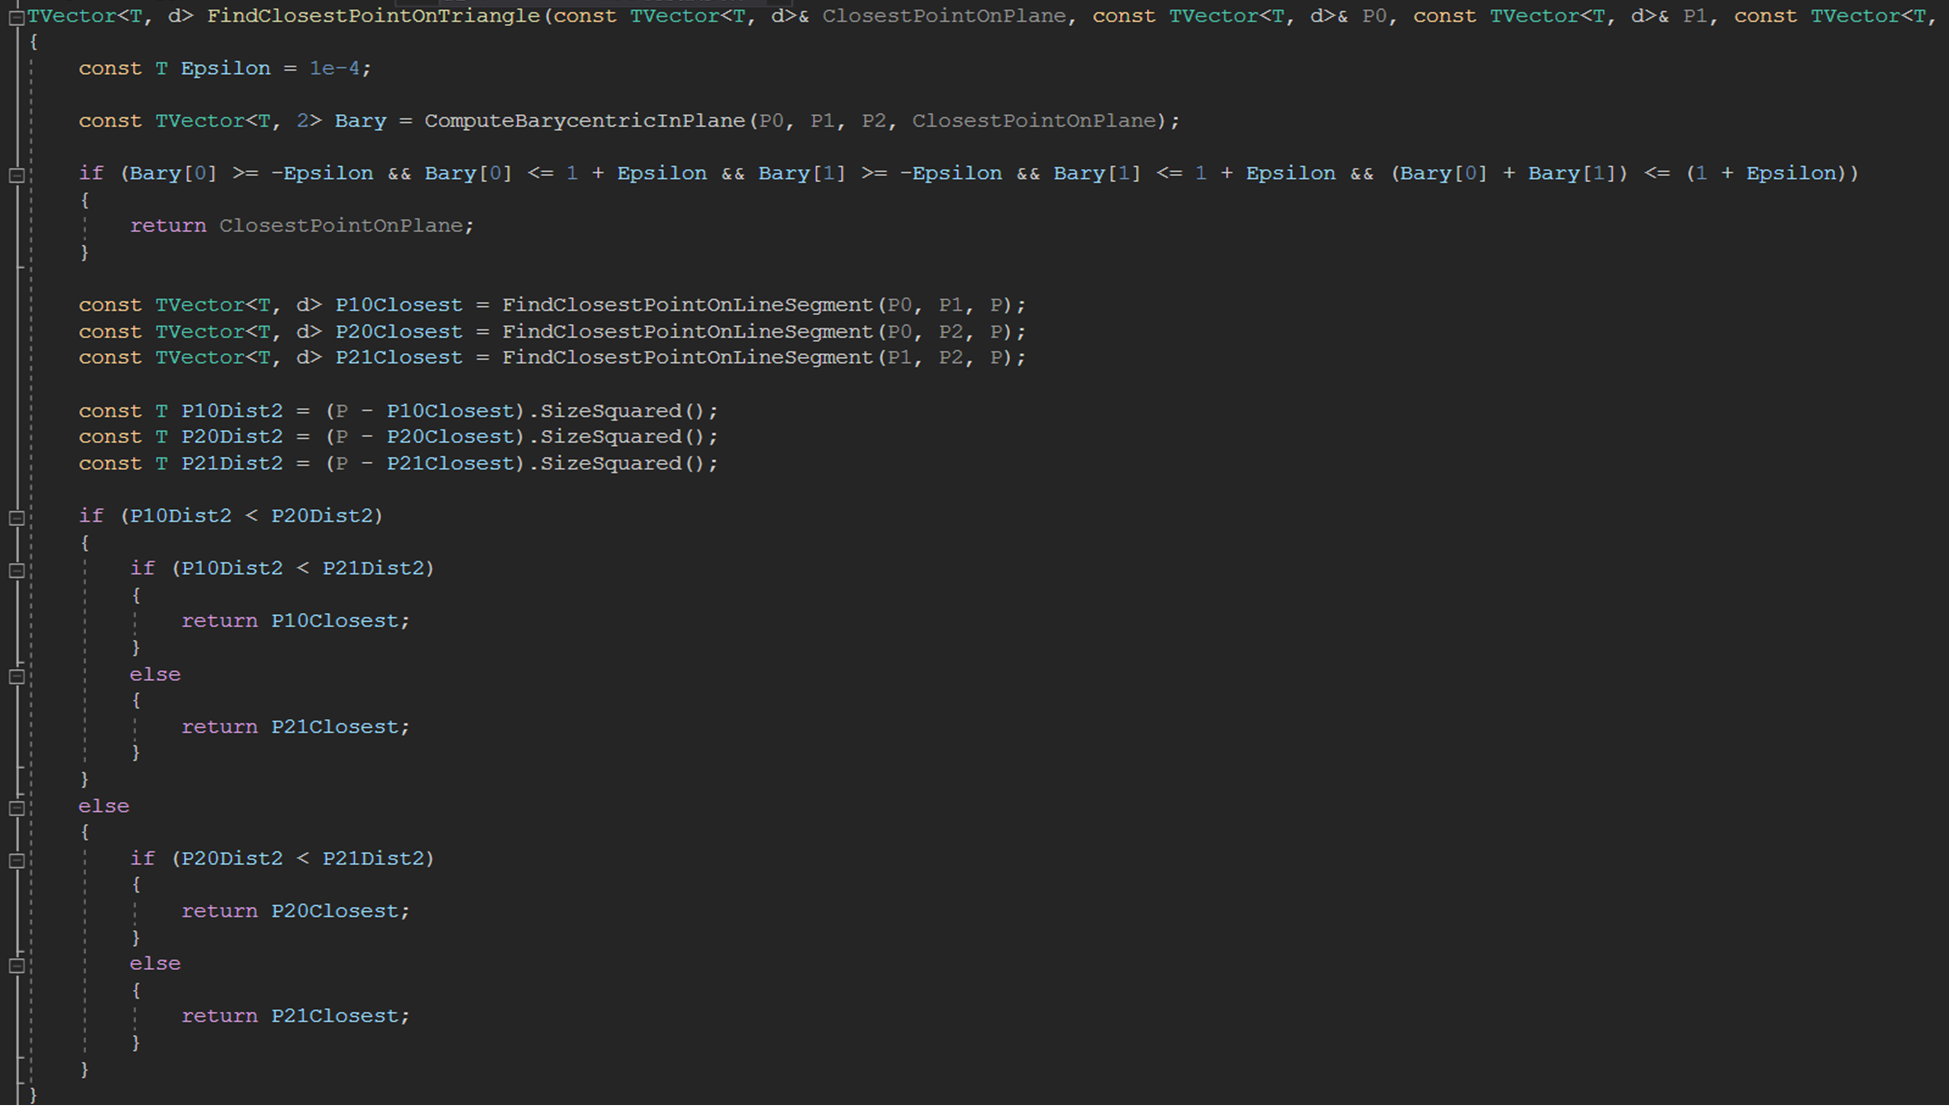 TVector<T, d> FindClosestPointOnTriangle(const TVector<T, d>& ClosestPointOnPlane, const TVector<T, d>& P0, const TVector<T, d>& P1, const TVector<T,
{
const T Epsilon = 1e-4;
const TVector<T, 2> Bary = ComputeBarycentricInPlane(P0, P1, P2, ClosestPointOnPlane);
if (Bary[0] >= -Epsilon && Bary[0] <= 1 + Epsilon && Bary[1] >= -Epsilon && Bary[1] <= 1 + Epsilon && (Bary[0] + Bary[1]) <= (1 + Epsilon))
{
return ClosestPointOnPlane;
}
const TVector<T, d> P10Closest = FindClosestPointOnLineSegment(P0, P1, P);
const TVector<T, d> P20Closest = FindClosestPointOnLineSegment(P0, P2, P);
const TVector<T, d> P21Closest = FindClosestPointOnLineSegment(P1, P2, P);
const T P10Dist2 = (P - P10Closest).SizeSquared();
const T P20Dist2 = (P - P20Closest).SizeSquared();
const T P21Dist2 = (P - P21Closest).SizeSquared();
if (P10Dist2 < P20Dist2)
{
if (P10Dist2 < P21Dist2)
{
return P10Closest;
}
else
{
return P21Closest;
}
}
else
{
if (P20Dist2 < P21Dist2)
{
return P20Closest;
}
else
{
return P21Closest;
}
}
}